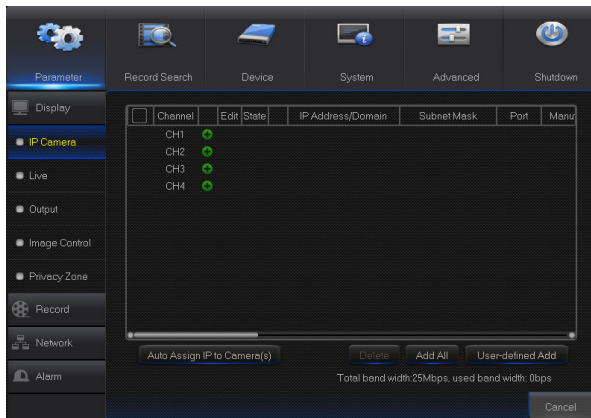 Parameter Record Search Device System Advanced Shutdown
Display
IP Camera
Live
Output
Image Control
Privacy Zone
Record
Network
Alarm
Channel Edit State IP Address/Domain Subnet Mask Port Manuf
CH1
CH2
CH3
CH4
Auto Assign IP to Camera(s) Delete Add All User-defined Add
Total band width:25Mbps, used band width: 0bps
Cancel